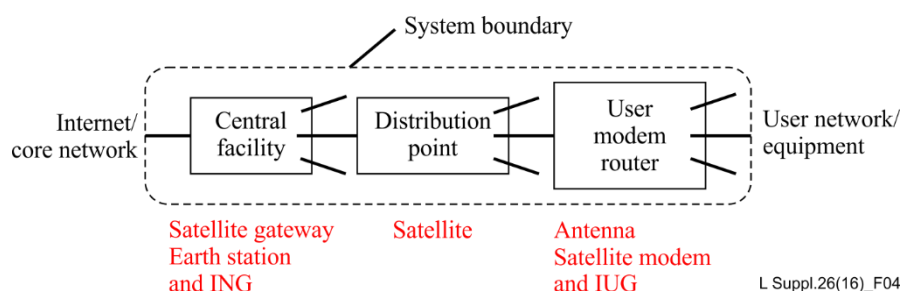 System boundary
Internet/
core network
Central
facility
Distribution
point
User
modem
router
User network/
equipment
Satellite gateway
Earth station
and ING
Satellite
Antenna
Satellite modem
and IUG
L Suppl.26(16)_F04